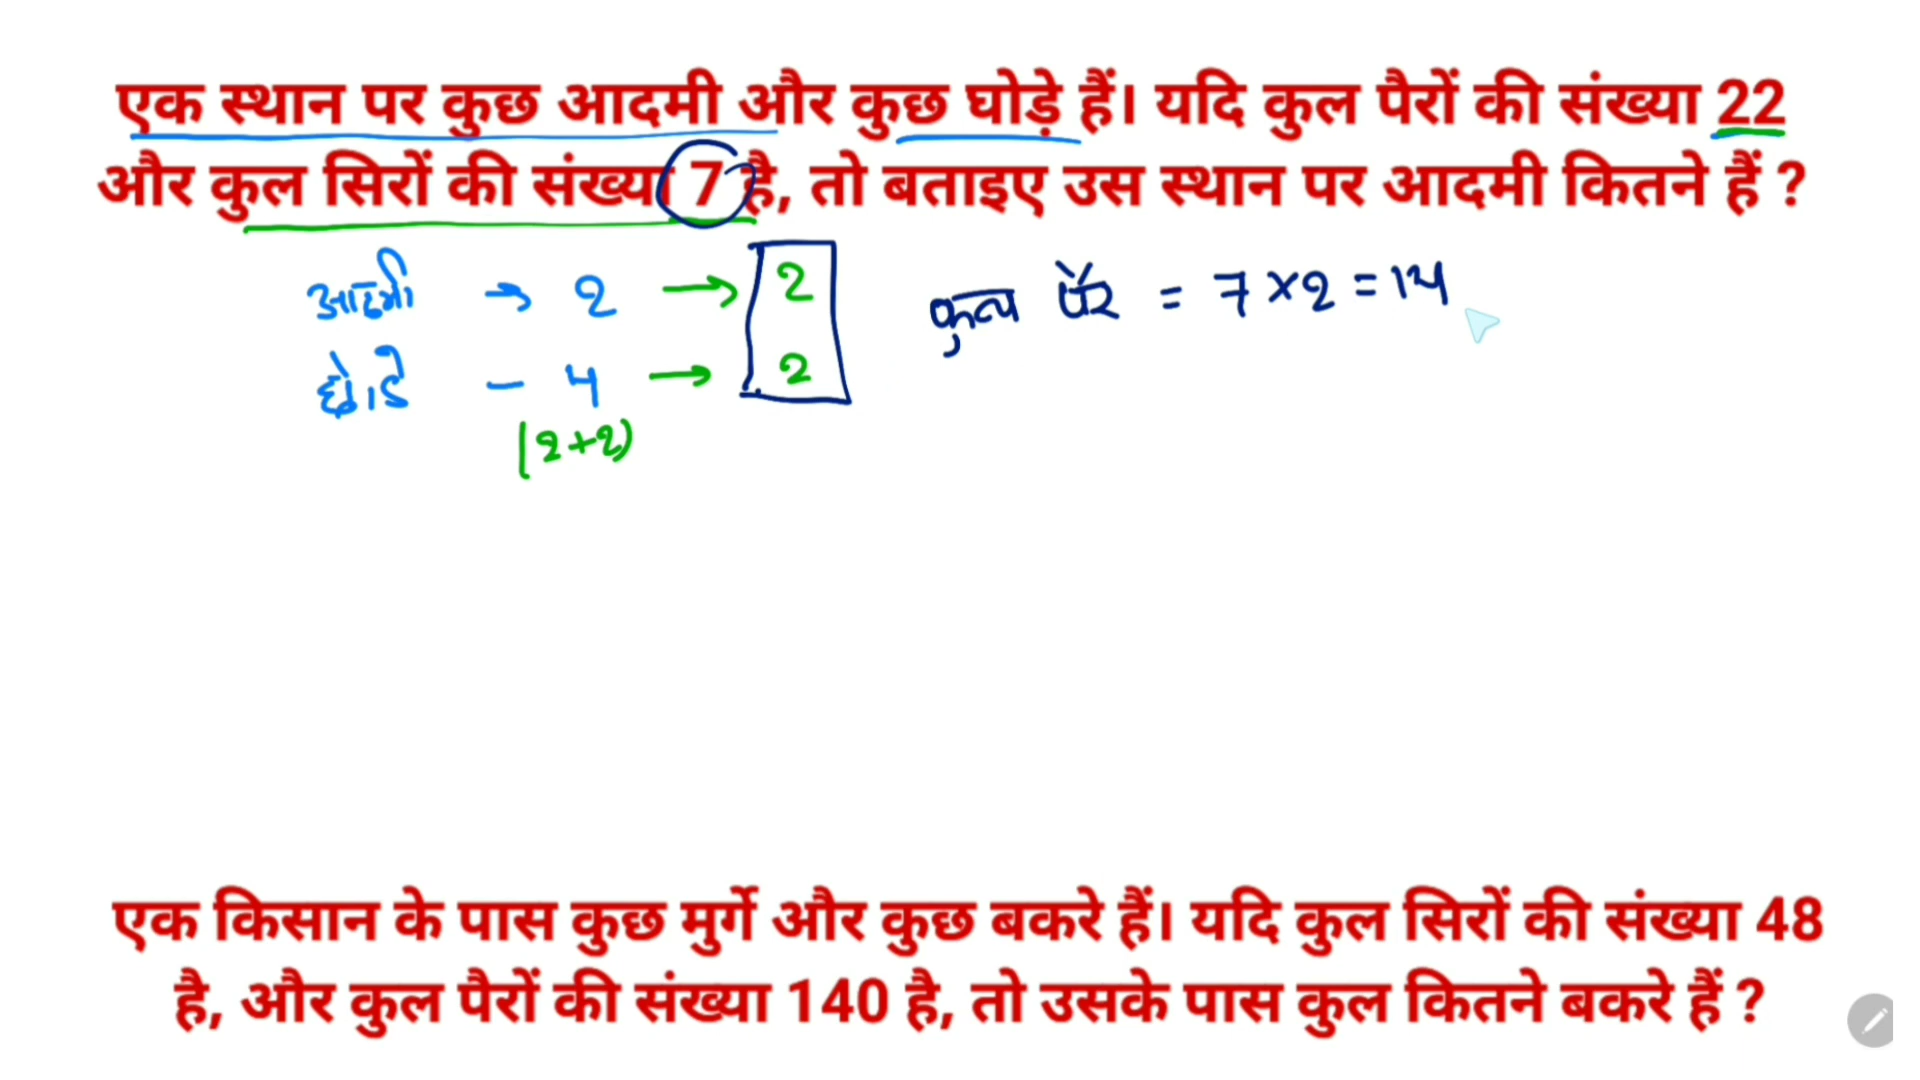 एक स्थान पर कुछ आदमी और कुछ घोड़े हैं। यदि कुल पैरों की संख्या 22
और कुल सिरों की संख्या 7 है, तो बताइए उस स्थान पर आदमी कितने हैं ?
आदमी → 2 → 2
कुल पैर = 7 × 2 = 14
घोड़े - 4 → 2
(2+2)
एक किसान के पास कुछ मुर्गे और कुछ बकरे हैं। यदि कुल सिरों की संख्या 48
है, और कुल पैरों की संख्या 140 है, तो उसके पास कुल कितने बकरे हैं ?